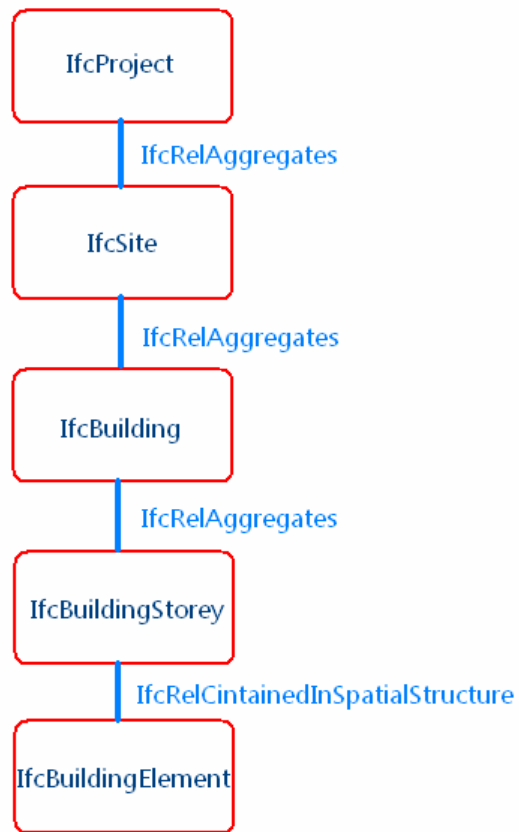 IfcProject
IfcRelAggregates
IfcSite
IfcRelAggregates
IfcBuilding
IfcRelAggregates
IfcBuildingStorey
IfcRelCintainedInSpatialStructure
IfcBuildingElement